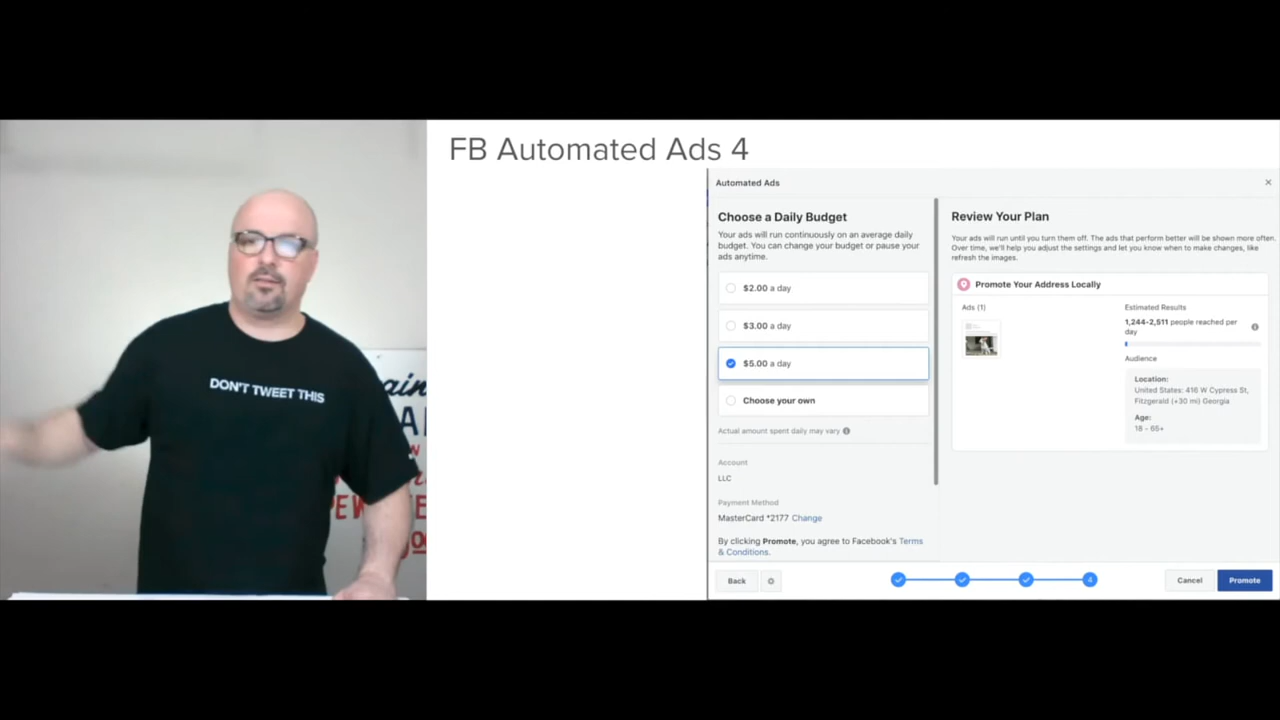 FB Automated Ads 4
DON'T TWEET THIS
Automated Ads
Choose a Daily Budget
Your ads will run continuously on an average daily
budget. You can change your budget or pause your
ads anytime.
$2.00 a day
$3.00 a day
$5.00 a day
Choose your own
Actual amount spent daily may vary
Account
LLC
Payment Method
MasterCard *2177 Change
By clicking Promote, you agree to Facebook's Terms
& Conditions.
Back
Review Your Plan
Your ads will run until you turn them off. The ads that perform better will be shown more often.
Over time, we'll help you adjust the settings and let you know when to make changes, like
refresh the images.
Promote Your Address Locally
Ads (1)
Estimated Results
1,244-2,511 people reached per
day
Audience
Location:
United States: 416 W Cypress St,
Fitzgerald (+30 mi) Georgia
Age:
18 - 65+
4
Cancel
Promote